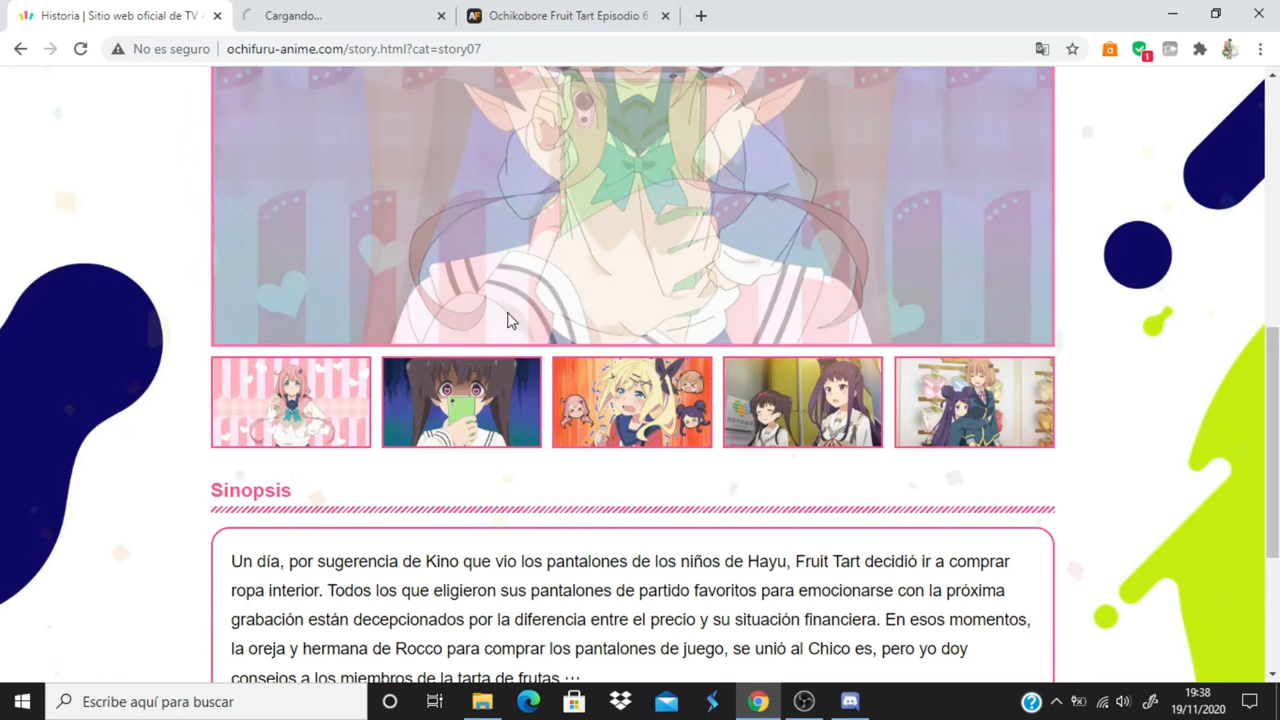 Historia | Sitio web oficial de TV A
Cargando...
Ochikobore Fruit Tart Episodio 6
No es seguro
ochifuru-anime.com/story.html?cat=story07
Sinopsis
Un día, por sugerencia de Kino que vio los pantalones de los niños de Hayu, Fruit Tart decidió ir a comprar
ropa interior. Todos los que eligieron sus pantalones de partido favoritos para emocionarse con la próxima
grabación están decepcionados por la diferencia entre el precio y su situación financiera. En esos momentos,
la oreja y hermana de Rocco para comprar los pantalones de juego, se unió al Chico es, pero yo doy
consejos a los miembros de la tarta de frutas ···
Escribe aquí para buscar
19:38
19/11/2020